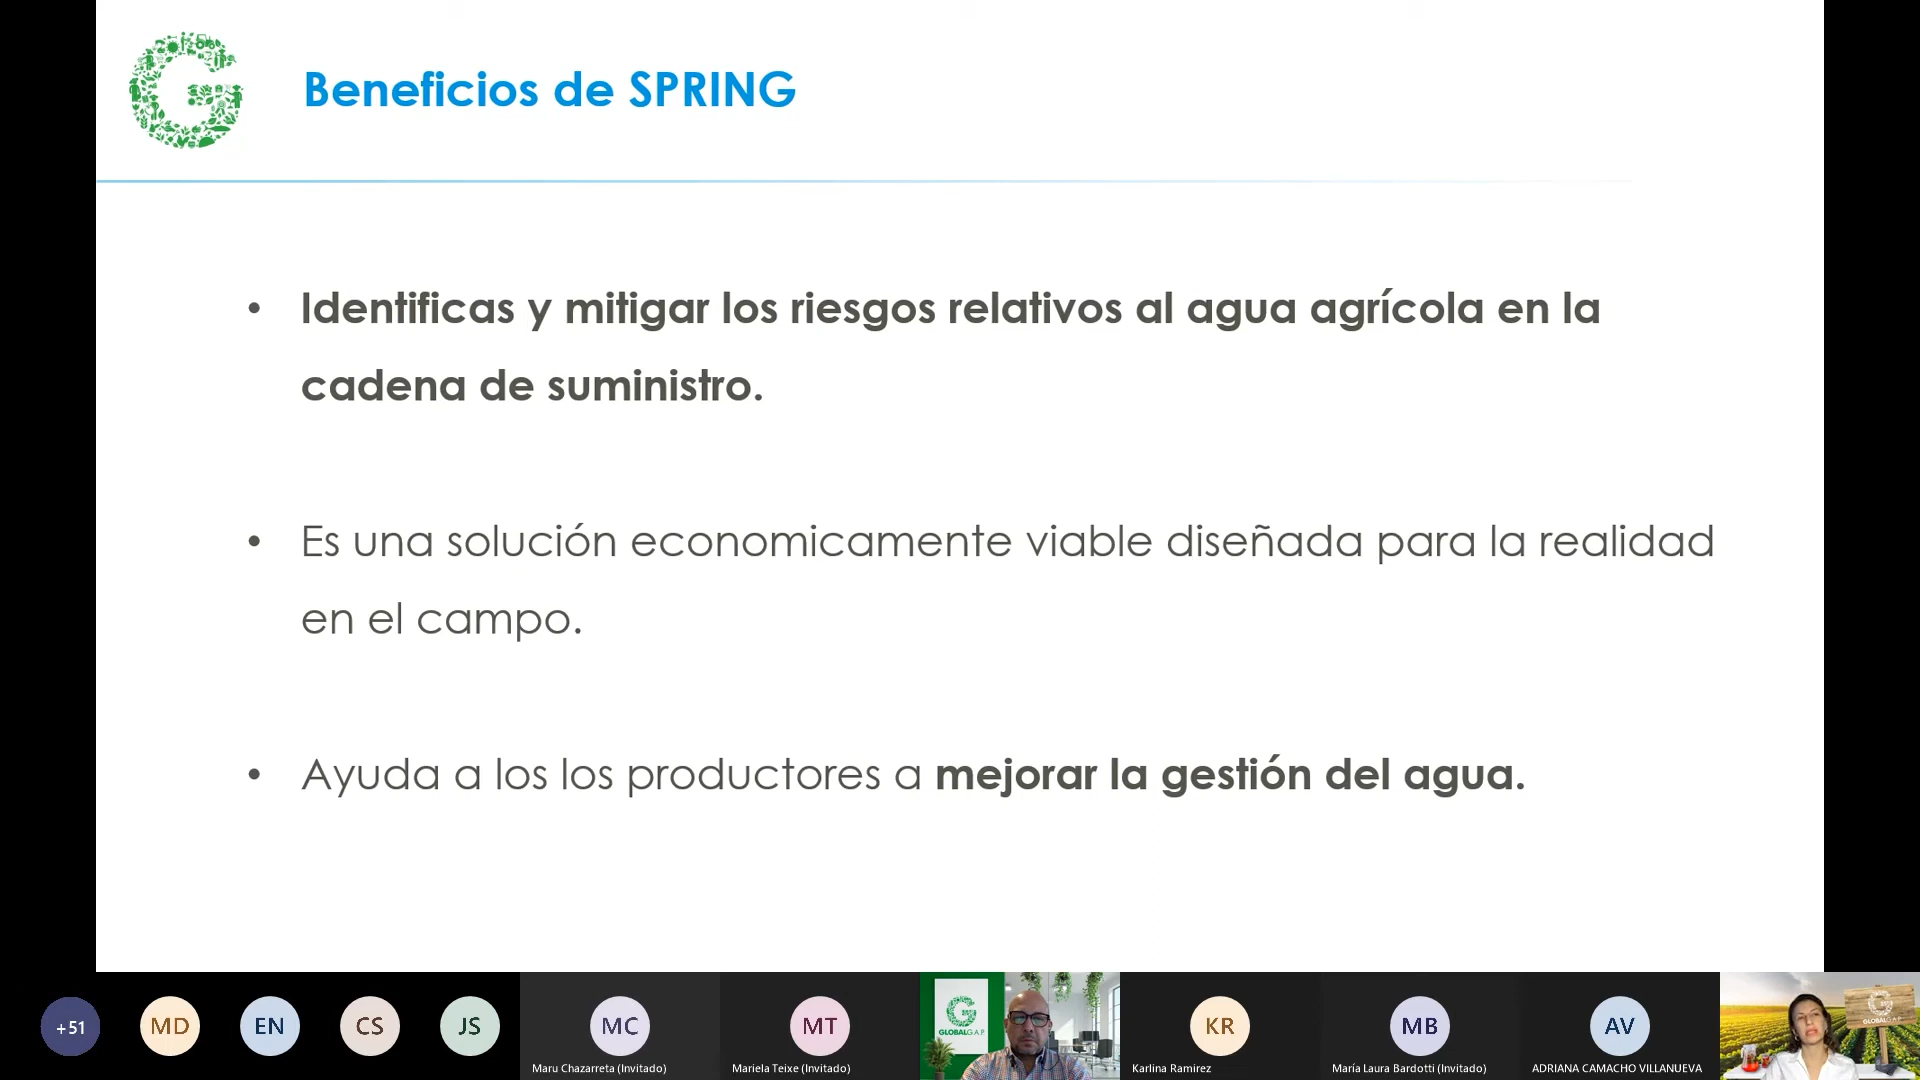 Beneficios de SPRING
• Identificas y mitigar los riesgos relativos al agua agrícola en la
cadena de suministro.
• Es una solución economicamente viable diseñada para la realidad
en el campo.
• Ayuda a los los productores a mejorar la gestión del agua.
+51
MD
EN
CS
JS
MC
Maru Chazarreta (Invitado)
MT
Mariela Teixe (Invitado)
GLOBALG.A.P.
KR
Karlina Ramirez
MB
María Laura Bardotti (Invitado)
AV
ADRIANA CAMACHO VILLANUEVA
GLOBALG.A.P.